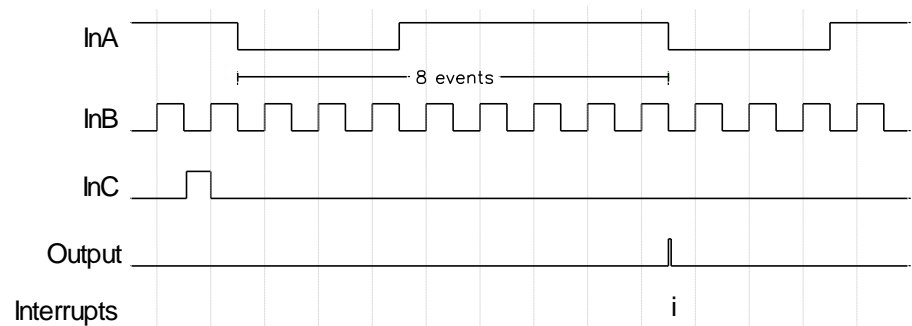 InA
8 events
InB
InC
Output
Interrupts i